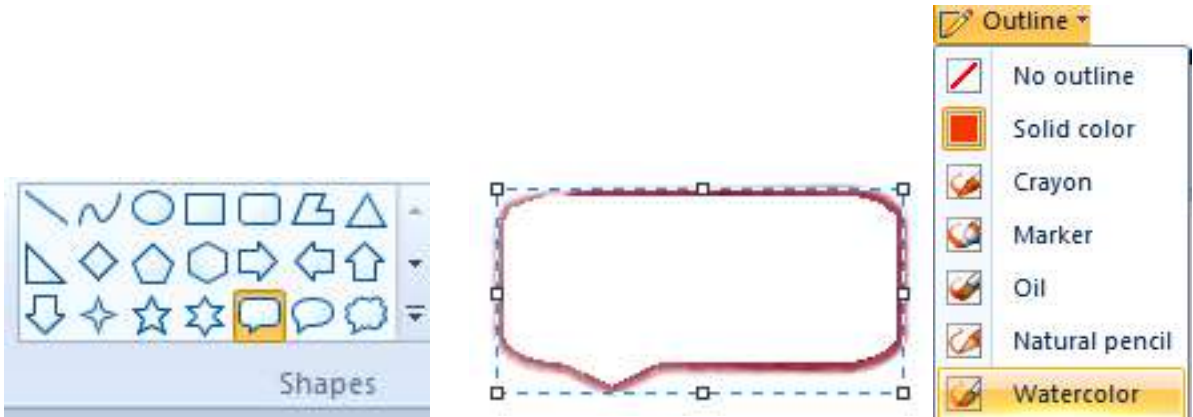 Shapes
Outline
No outline
Solid color
Crayon
Marker
Oil
Natural pencil
Watercolor